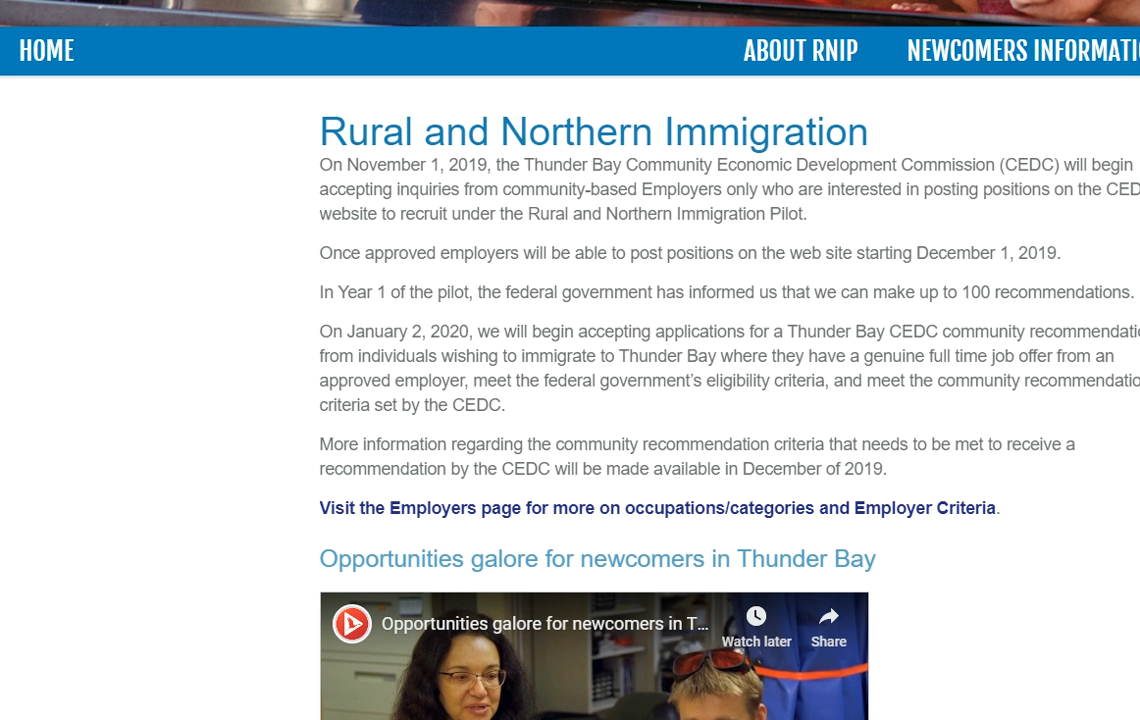 HOME ABOUT RNIP NEWCOMERS
Rural and Northern Immigration
On November 1, 2019, the Thunder Bay Community Economic Development Commission (CEDC) will begin
accepting inquiries from community-based Employers only who are interested in posting positions on the
website to recruit under the Rural and Northern Immigration Pilot.
Once approved employers will be able to post positions on the web site starting December 1, 2019.
In Year 1 of the pilot, the federal government has informed us that we can make up to 100 recommendations.
On January 2, 2020, we will begin accepting applications for a Thunder Bay CEDC community
from individuals wishing to immigrate to Thunder Bay where they have a genuine full time job offer from an
approved employer, meet the federal government’s eligibility criteria, and meet the community
criteria set by the CEDC.
More information regarding the community recommendation criteria that needs to be met to receive a
recommendation by the CEDC will be made available in December of 2019.
Visit the Employers page for more on occupations/categories and Employer Criteria.
Opportunities galore for newcomers in Thunder Bay
Opportunities galore for newcomers in T...
Watch later Share